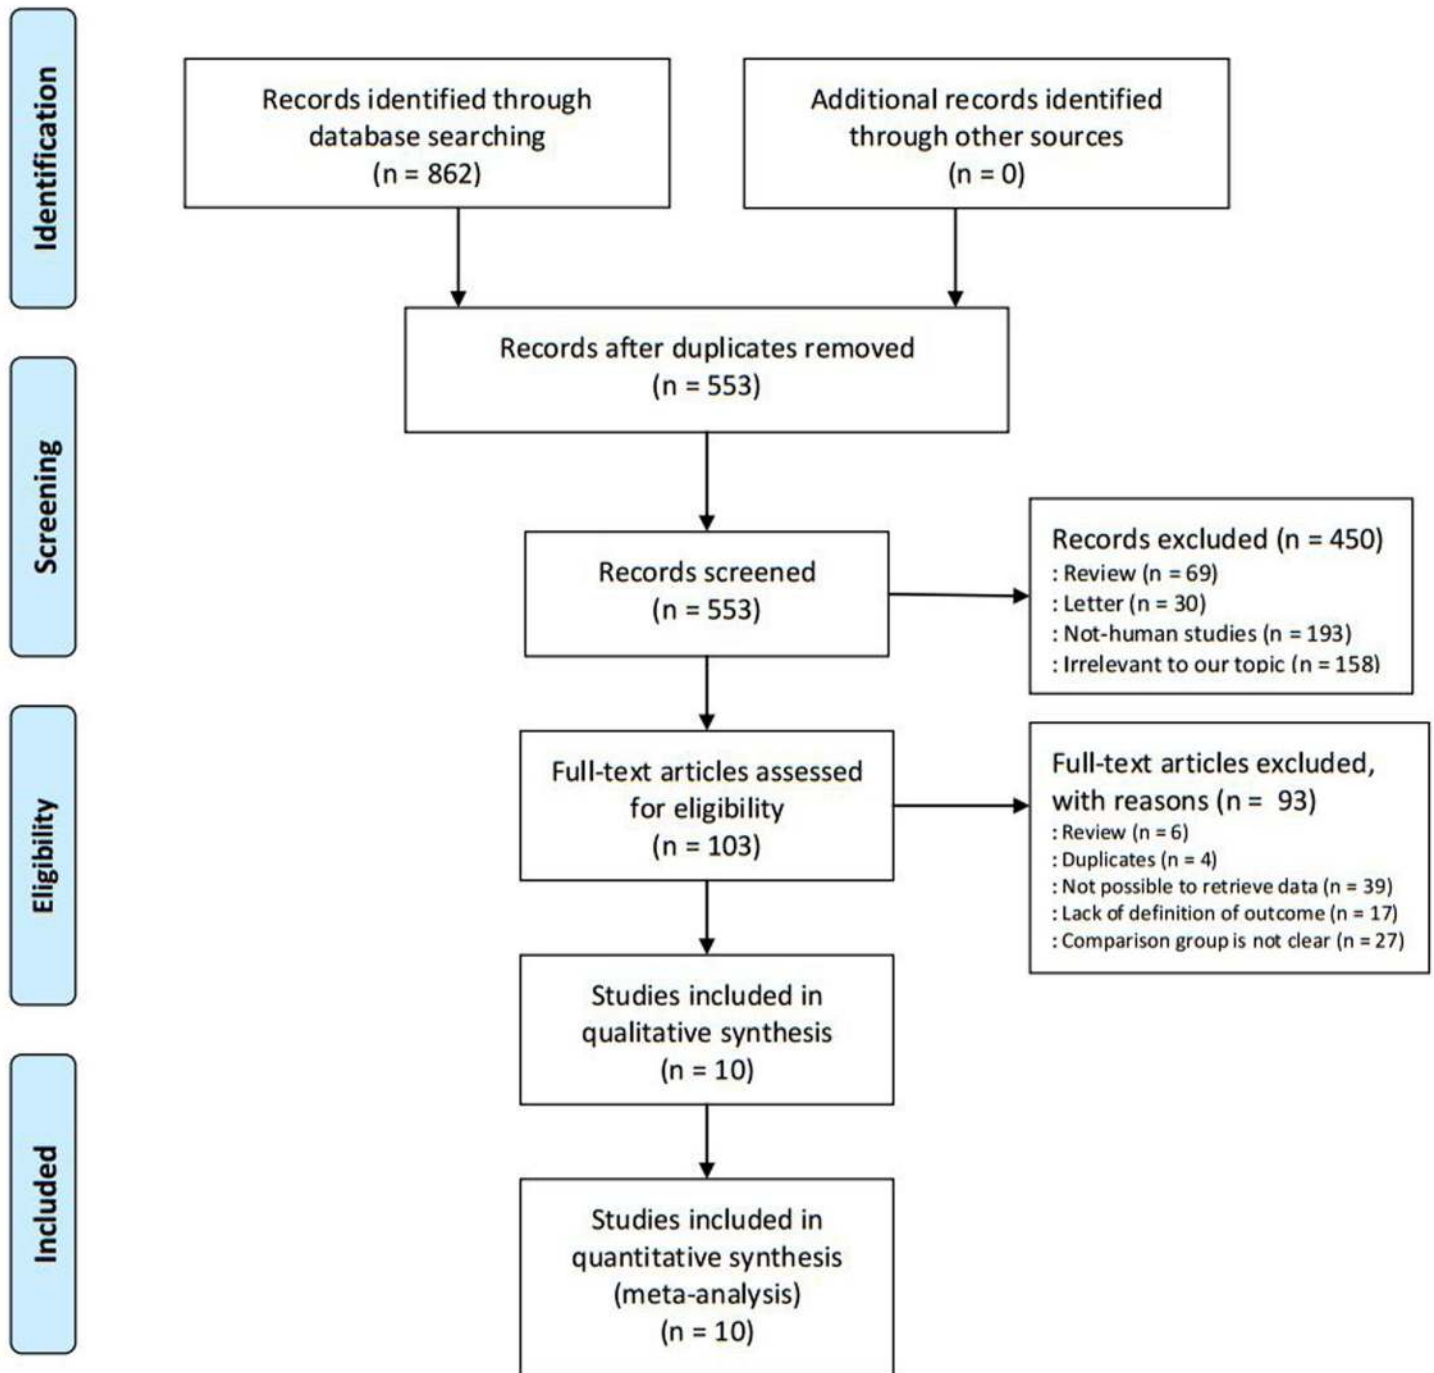 Identification
Records identified through
database searching
(n = 862)
Additional records identified
through other sources
(n = 0)
Records after duplicates removed
(n = 553)
Screening
Records screened
(n = 553)
Records excluded (n = 450)
: Review (n = 69)
: Letter (n = 30)
: Not-human studies (n = 193)
: Irrelevant to our topic (n = 158)
Eligibility
Full-text articles assessed
for eligibility
(n = 103)
Full-text articles excluded,
with reasons (n =  93)
: Review (n = 6)
: Duplicates (n = 4)
: Not possible to retrieve data (n = 39)
: Lack of definition of outcome (n = 17)
: Comparison group is not clear (n = 27)
Studies included in
qualitative synthesis
(n = 10)
Included
Studies included in
quantitative synthesis
(meta-analysis)
(n = 10)